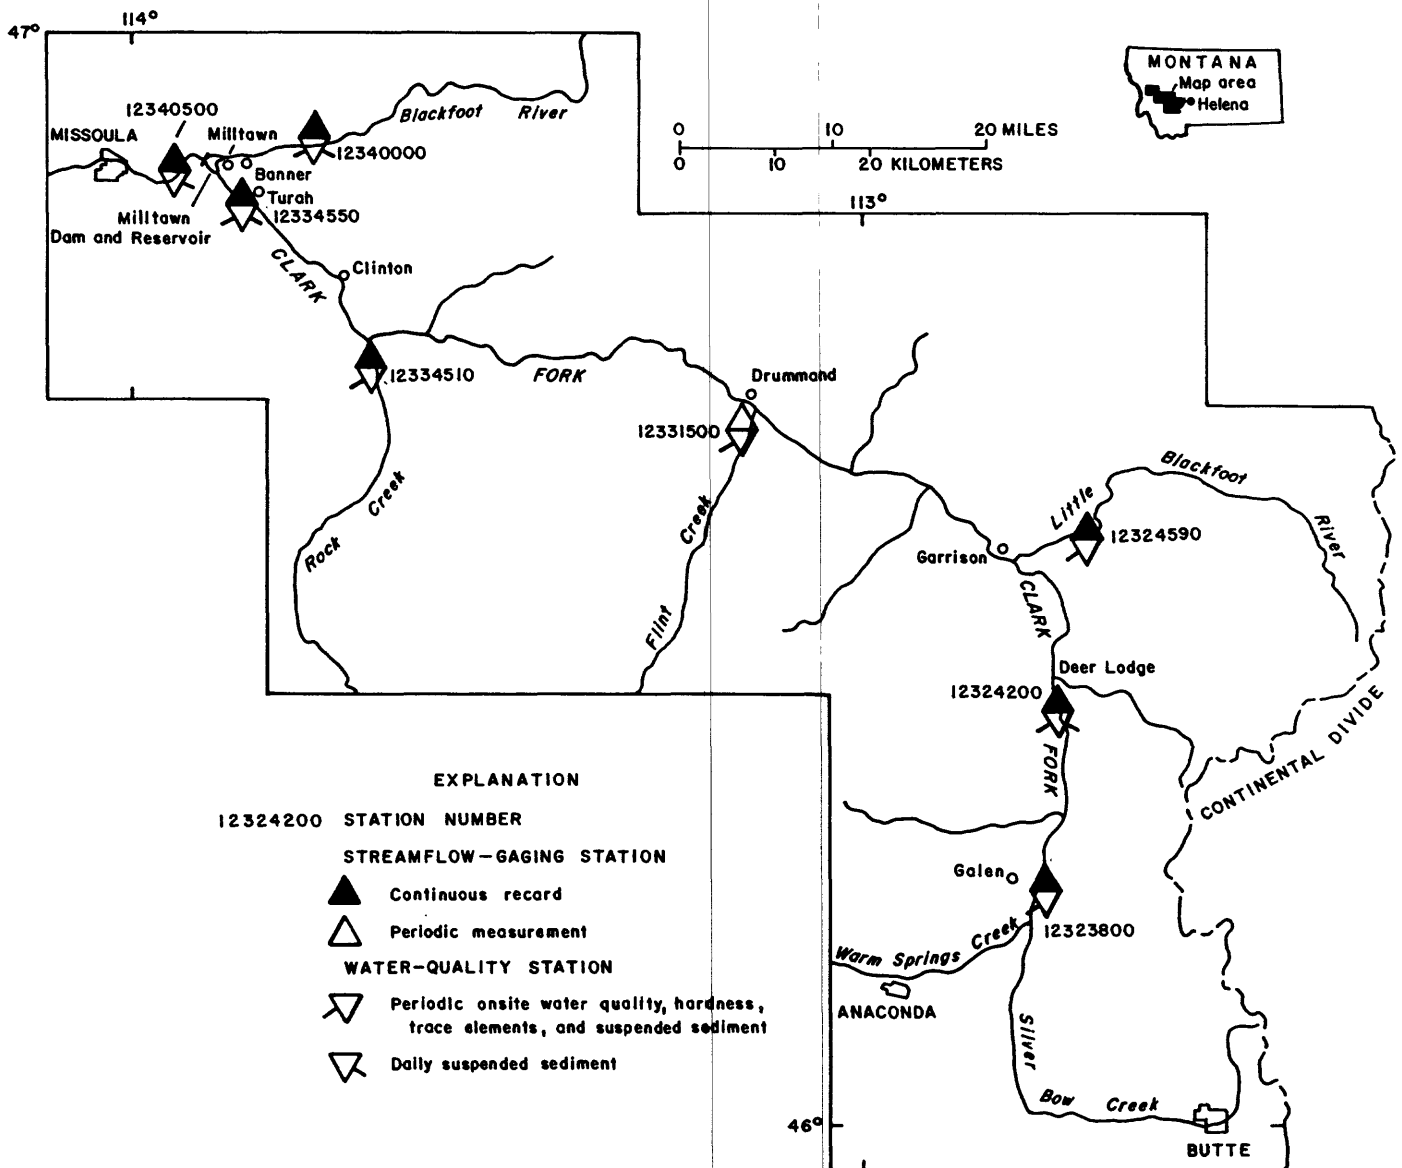 114°
47°
MONTANA
Map area
Helena
12340500
MISSOULA
Milltown
Blackfoot River
0 10 20 MILES
0 10 20 KILOMETERS
12340000
Banner
Turah
12334550
Milltown
Dam and Reservoir
113°
CLARK
Clinton
FORK
12334510
Drummond
12331500
Rock Creek
Flint Creek
Little Blackfoot River
12324590
Garrison
CLARK
Deer Lodge
12324200
FORK
CONTINENTAL DIVIDE
Galen
12323800
Warm Springs Creek
ANACONDA
Silver
Bow Creek
46°
BUTTE
EXPLANATION
12324200 STATION NUMBER
STREAMFLOW—GAGING STATION
Continuous record
Periodic measurement
WATER-QUALITY STATION
Periodic onsite water quality, hardness,
trace elements, and suspended sediment
Daily suspended sediment